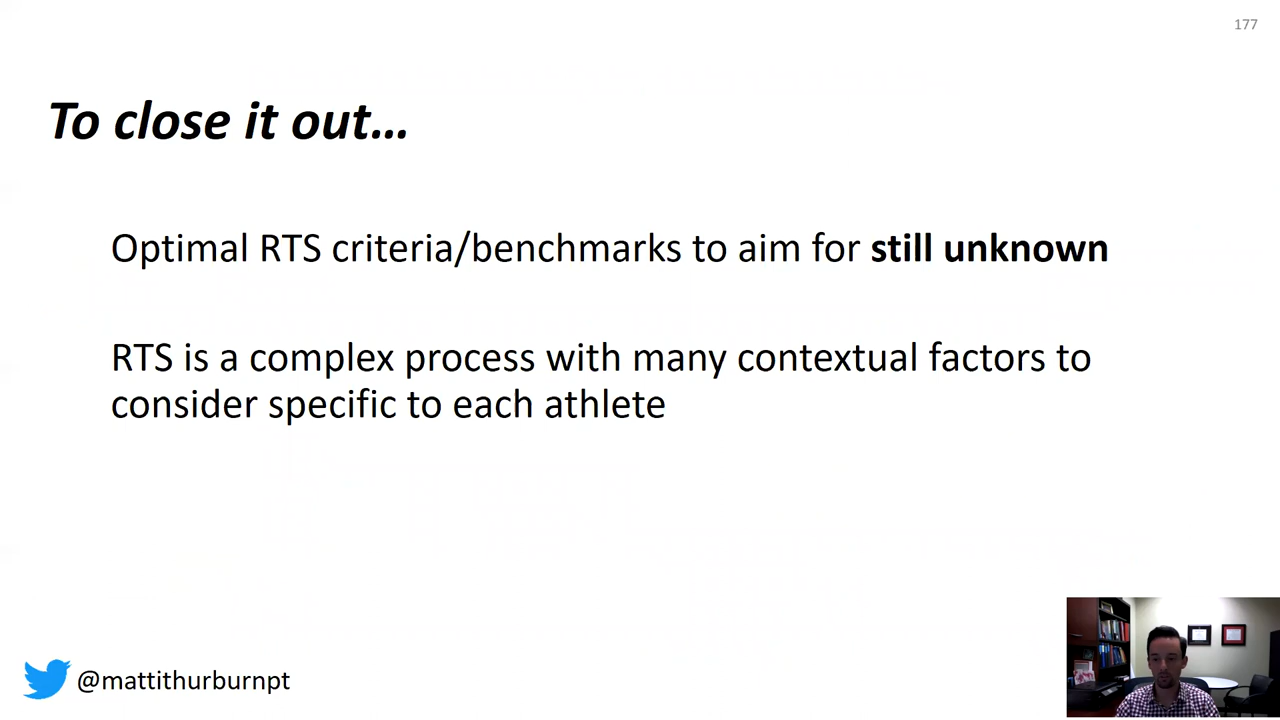 177
To close it out…
Optimal RTS criteria/benchmarks to aim for still unknown
RTS is a complex process with many contextual factors to
consider specific to each athlete
@mattithurburnpt